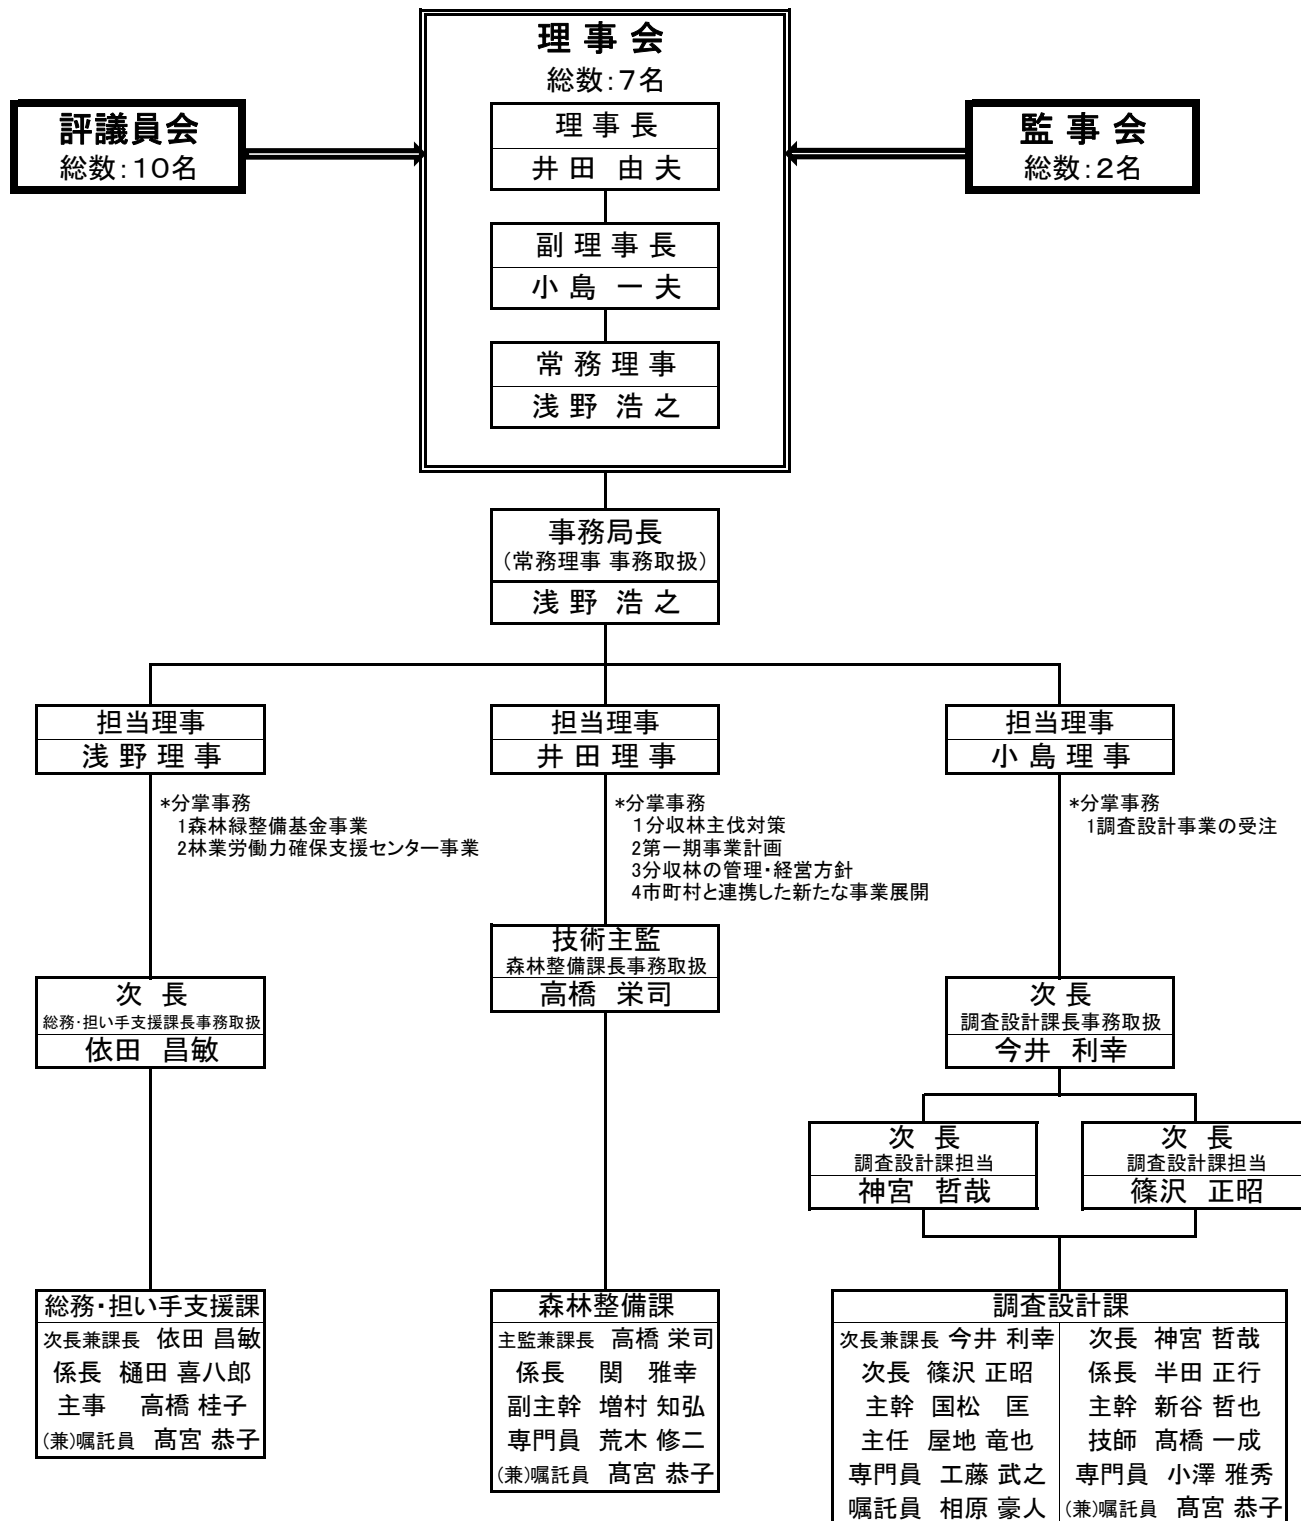 理事会
総数:7名
評議員会
総数:10名
監事会
総数:2名
理事長
井田 由夫
副理事長
小島 一夫
常務理事
浅野 浩之
事務局長
(常務理事 事務取扱)
浅野 浩之
担当理事
浅野理事
*分掌事務
1森林緑整備基金事業
2林業労働力確保支援センター事業
担当理事
井田理事
*分掌事務
1分収林主伐対策
2第一期事業計画
3分収林の管理・経営方針
4市町村と連携した新たな事業展開
担当理事
小島理事
*分掌事務
1調査設計事業の受注
技術主監
森林整備課長事務取扱
高橋 栄司
次 長
総務・担い手支援課長事務取扱
依田 昌敏
次 長
調査設計課長事務取扱
今井 利幸
次 長
調査設計課担当
神宮 哲哉
次 長
調査設計課担当
篠沢 正昭
総務・担い手支援課
次長兼課長 依田 昌敏
係長 樋田 喜八郎
主事 高橋 桂子
(兼)嘱託員 髙宮 恭子
森林整備課
主監兼課長 高橋 栄司
係長 関 雅幸
副主幹 増村 知弘
専門員 荒木 修二
(兼)嘱託員 髙宮 恭子
調査設計課
次長兼課長 今井 利幸 次長 神宮 哲哉
次長 篠沢 正昭 係長 半田 正行
主幹 国松 匡 主幹 新谷 哲也
主任 屋地 竜也 技師 髙橋 一成
専門員 工藤 武之 専門員 小澤 雅秀
嘱託員 相原 豪人 (兼)嘱託員 髙宮 恭子